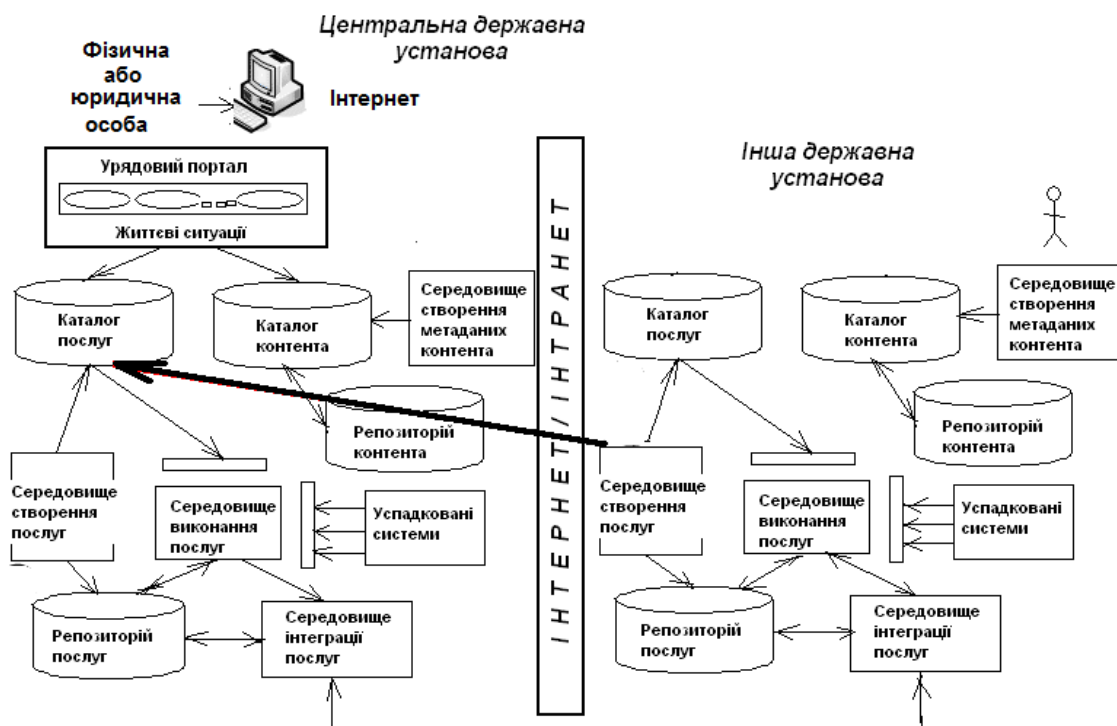 Центральна державна
установа
Фізична
або
юридична
особа
Інтернет
Урядовий портал
Життєві ситуації
Каталог
послуг
Каталог
контента
Середовище
створення
метаданих
контента
Репозиторій
контента
Середовище
створення
послуг
Середовище
виконання
послуг
Успадковані
системи
Репозиторій
послуг
Середовище
інтеграції
послуг
ІНТЕРНЕТ/ІНТРАНЕТ
Інша державна
установа
Каталог
послуг
Каталог
контента
Середовище
створення
метаданих
контента
Репозиторій
контента
Середовище
створення
послуг
Середовище
виконання
послуг
Успадковані
системи
Репозиторій
послуг
Середовище
інтеграції
послуг